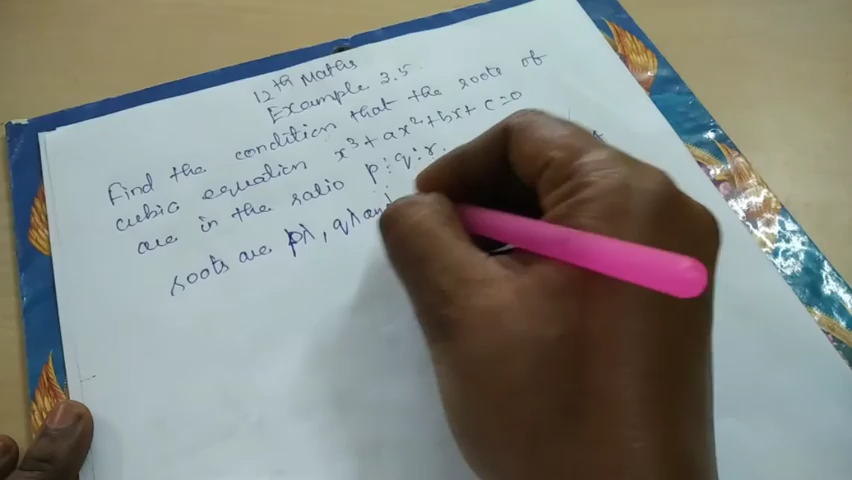 12th Maths
Example 3.5.
Find the condition that the roots of
cubic equation x³+ax²+bx+c=0
are in the ratio p:q:r.
roots are pλ, qλ and